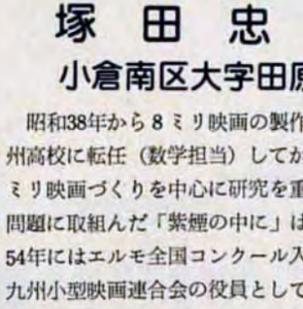 塚田忠
小倉南区大字田原
昭和38年から8ミリ映画の製作
州高校に転任（数学担当）してか
ミリ映画づくりを中心に研究を重
問題に取組んだ「紫煙の中に」は
54年にはエルモ全国コンクール入
九州小型映画連合会の役員として